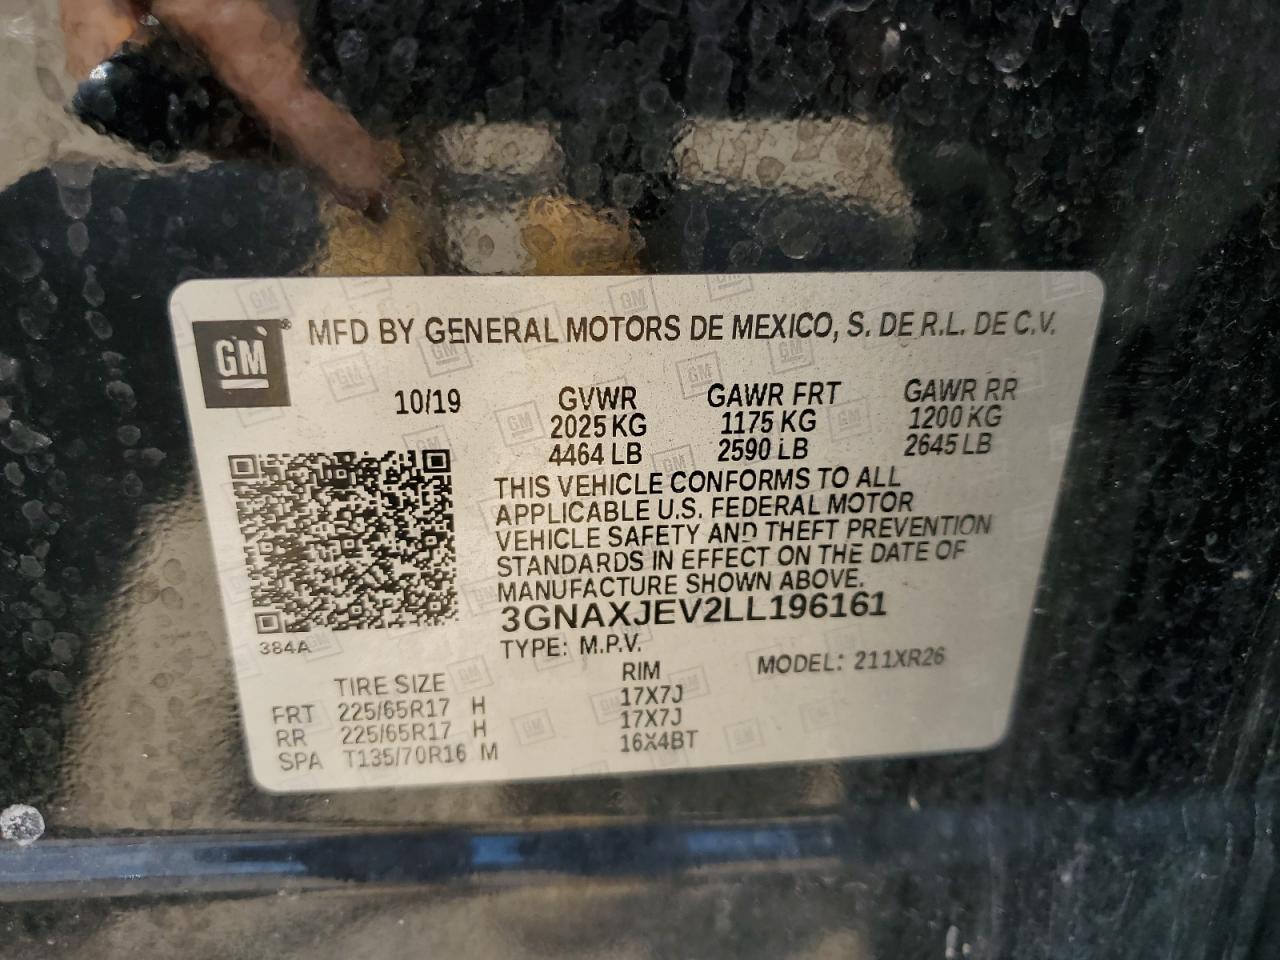 GM
MFD BY GENERAL MOTORS DE MEXICO, S. DE R.L. DE C.V.
10/19 GVWR GAWR FRT GAWR RR
2025 KG 1175 KG 1200 KG
4464 LB 2590 LB 2645 LB
THIS VEHICLE CONFORMS TO ALL
APPLICABLE U.S. FEDERAL MOTOR
VEHICLE SAFETY AND THEFT PREVENTION
STANDARDS IN EFFECT ON THE DATE OF
MANUFACTURE SHOWN ABOVE.
3GNAXJEV2LL196161
384A
TYPE: M.P.V. MODEL: 211XR26
TIRE SIZE RIM
FRT 225/65R17 H 17X7J
RR 225/65R17 H 17X7J
SPA T135/70R16 M 16X4BT